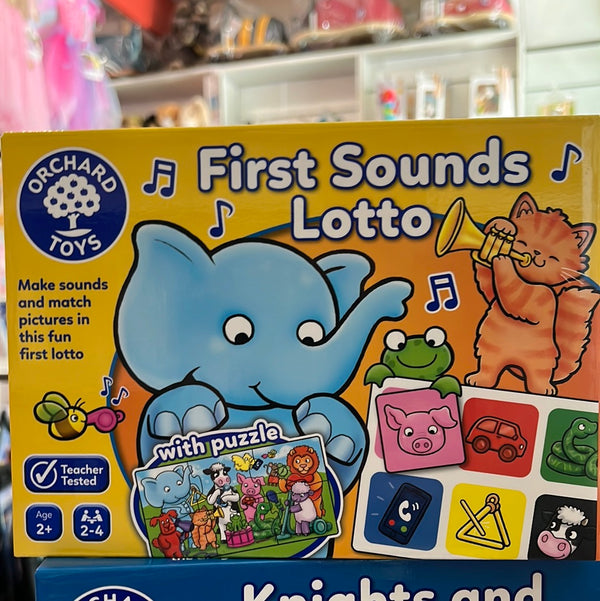 ORCHARD
TOYS
First Sounds
Lotto
Make sounds
and match
pictures in
this fun
first lotto
with puzzle
Teacher
Tested
Age
2+
2-4
Knights and